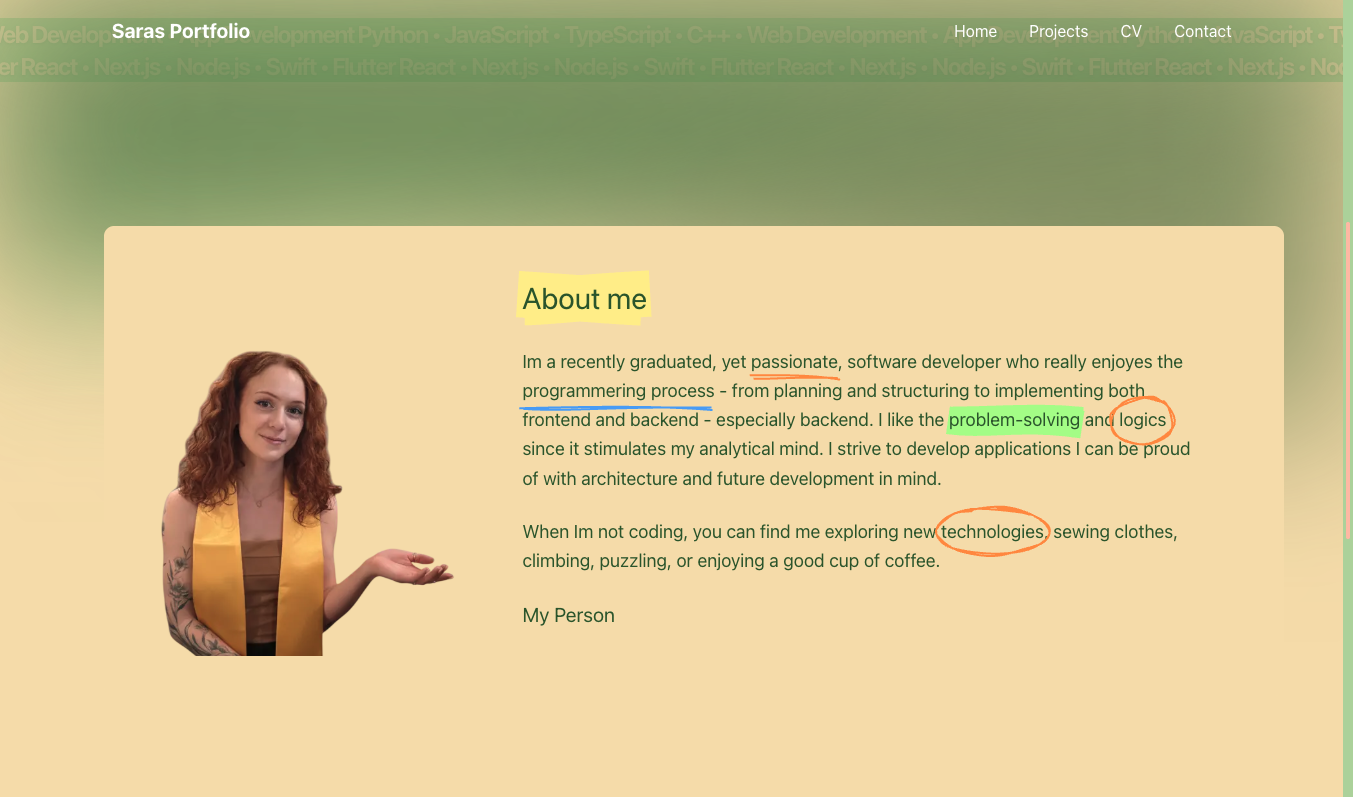 Saras Portfolio
Home Projects CV Contact
Web Development • App Development Python • JavaScript • TypeScript • C++ • Web Development • App Development Python • JavaScript •
React • Next.js • Node.js • Swift • Flutter React • Next.js • Node.js • Swift • Flutter React • Next.js • Node.js • Swift • Flutter React • Next.js •
About me
Im a recently graduated, yet passionate, software developer who really enjoyes the
programmering process - from planning and structuring to implementing both
frontend and backend - especially backend. I like the problem-solving and logics
since it stimulates my analytical mind. I strive to develop applications I can be proud
of with architecture and future development in mind.
When Im not coding, you can find me exploring new technologies, sewing clothes,
climbing, puzzling, or enjoying a good cup of coffee.
My Person